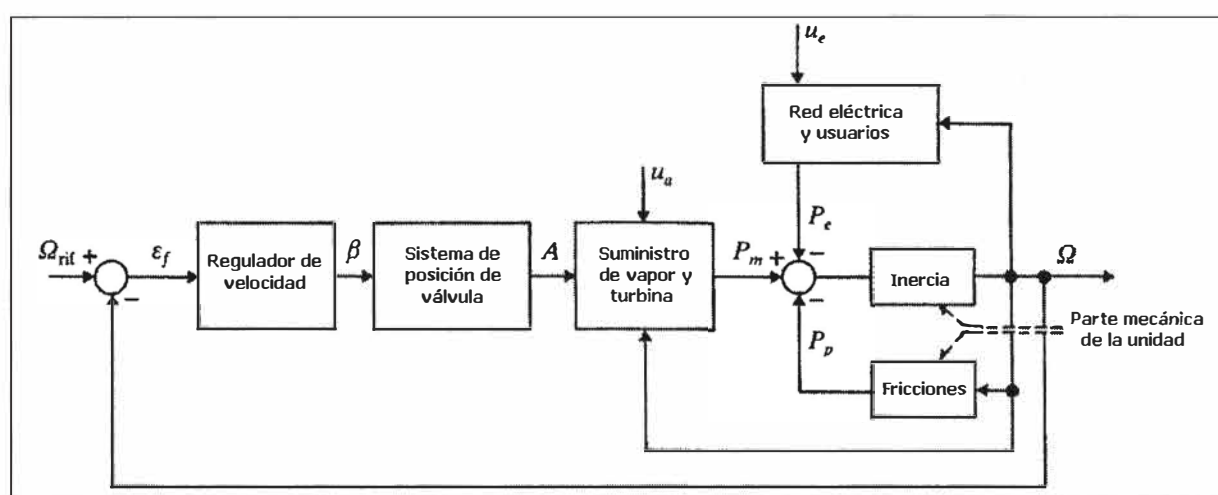 u_e
Red eléctrica
y usuarios
u_a
P_e
Ω_rif +
ε_f
Regulador de
velocidad
β
Sistema de
posición de
válvula
A
Suministro
de vapor y
turbina
P_m +
−
Inercia
Ω
−
−
P_p
Fricciones
Parte mecánica
de la unidad